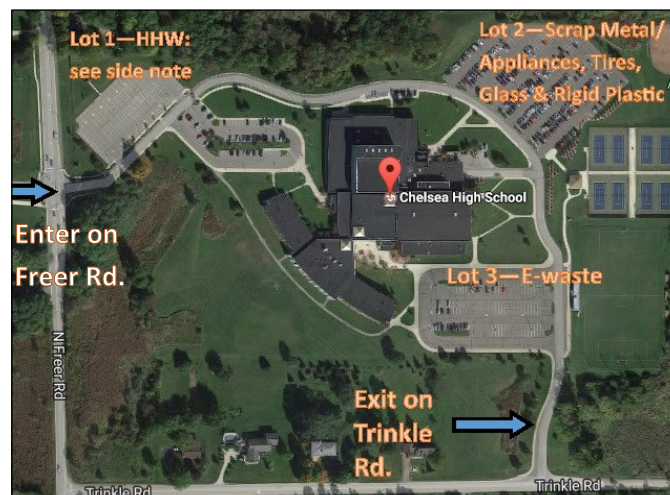 Lot 1—HHW:
see side note
Lot 2—Scrap Metal/
Appliances, Tires,
Glass & Rigid Plastic
Chelsea High School
Enter on
Freer Rd.
Lot 3—E-waste
N Freer Rd
Exit on
Trinkle
Rd.
Trinkle Rd
Trinkle Rd